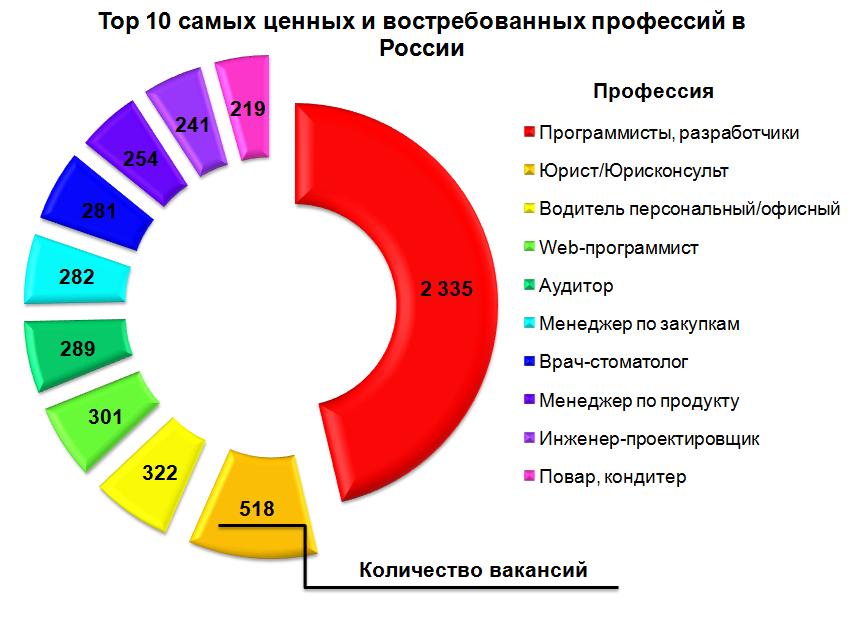 Top 10 самых ценных и востребованных профессий в
России
Профессия
Программисты, разработчики
Юрист/Юрисконсульт
Водитель персональный/офисный
Web-программист
Аудитор
Менеджер по закупкам
Врач-стоматолог
Менеджер по продукту
Инженер-проектировщик
Повар, кондитер
219
241
254
281
282
289
301
322
518
2 335
Количество вакансий